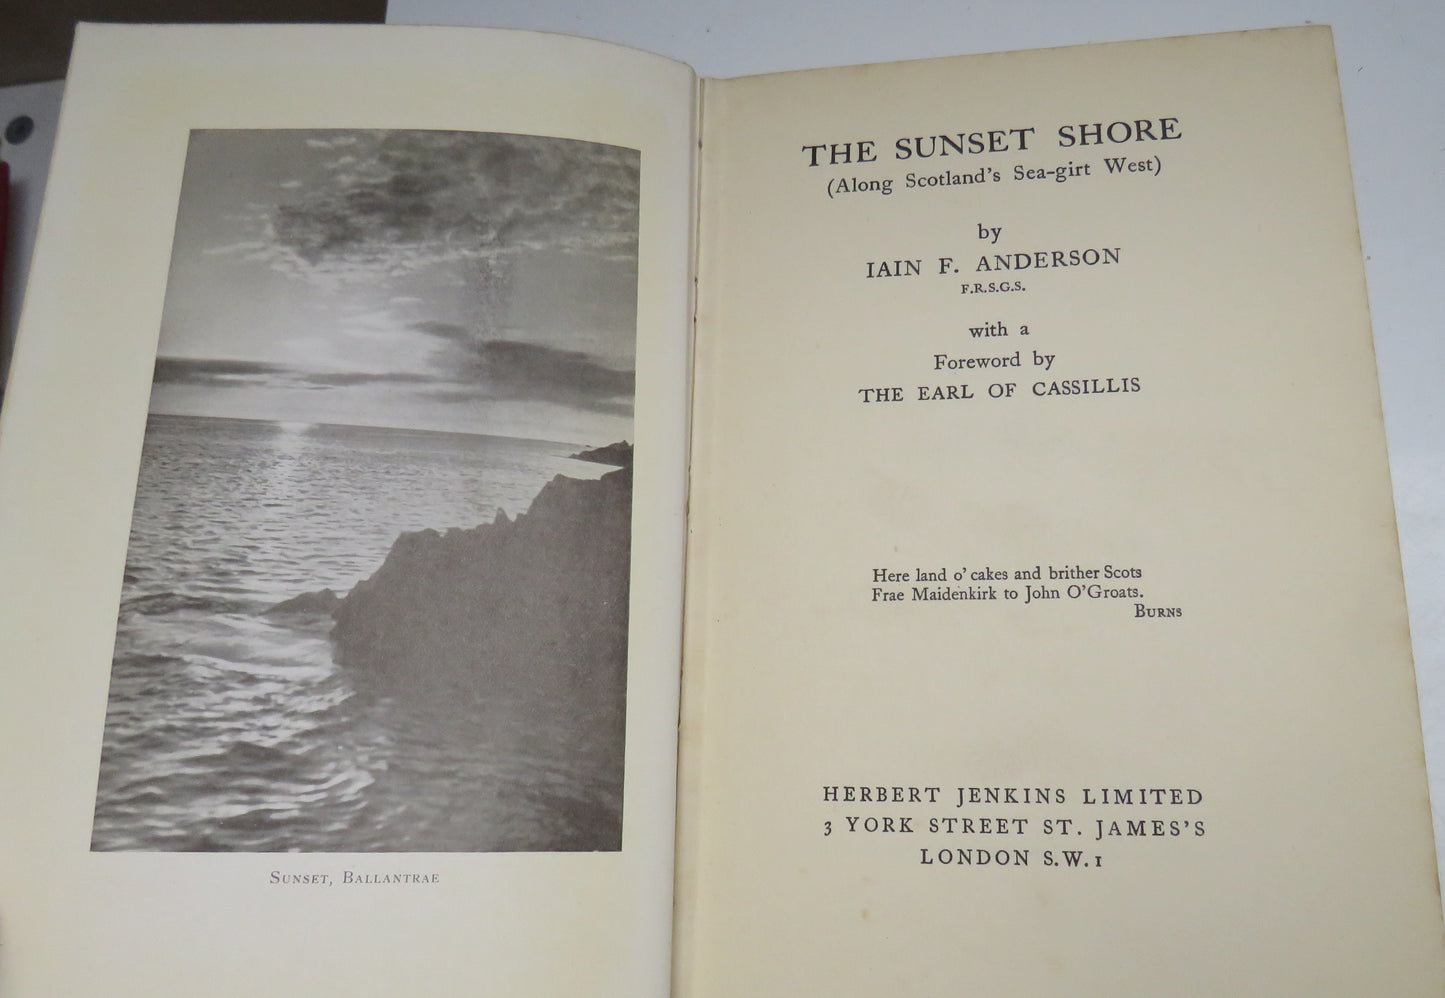 SUNSET, BALLANTRAE
THE SUNSET SHORE
(Along Scotland's Sea-girt West)
by
IAIN F. ANDERSON
F.R.S.G.S.
with a
Foreword by
THE EARL OF CASSILLIS
Here land o' cakes and brither Scots
Frae Maidenkirk to John O'Groats.
BURNS
HERBERT JENKINS LIMITED
3 YORK STREET ST. JAMES'S
LONDON S.W.1